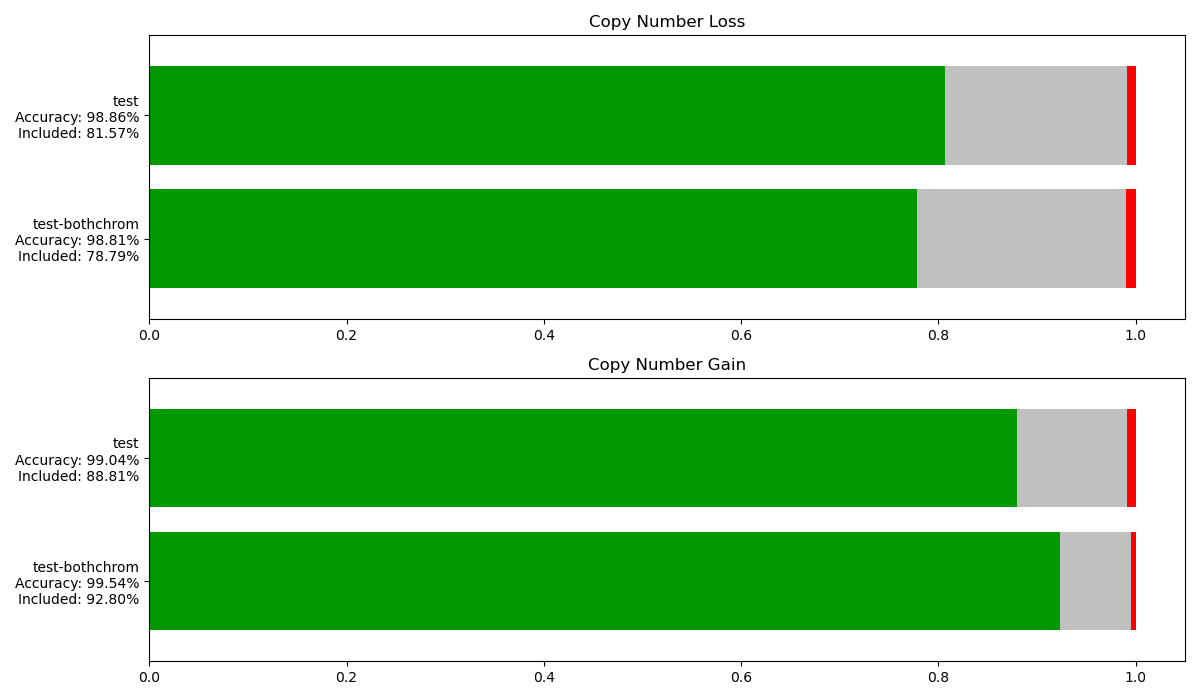 Copy Number Loss
test
Accuracy: 98.86%
Included: 81.57%
test-bothchrom
Accuracy: 98.81%
Included: 78.79%
0.0 0.2 0.4 0.6 0.8 1.0
Copy Number Gain
test
Accuracy: 99.04%
Included: 88.81%
test-bothchrom
Accuracy: 99.54%
Included: 92.80%
0.0 0.2 0.4 0.6 0.8 1.0